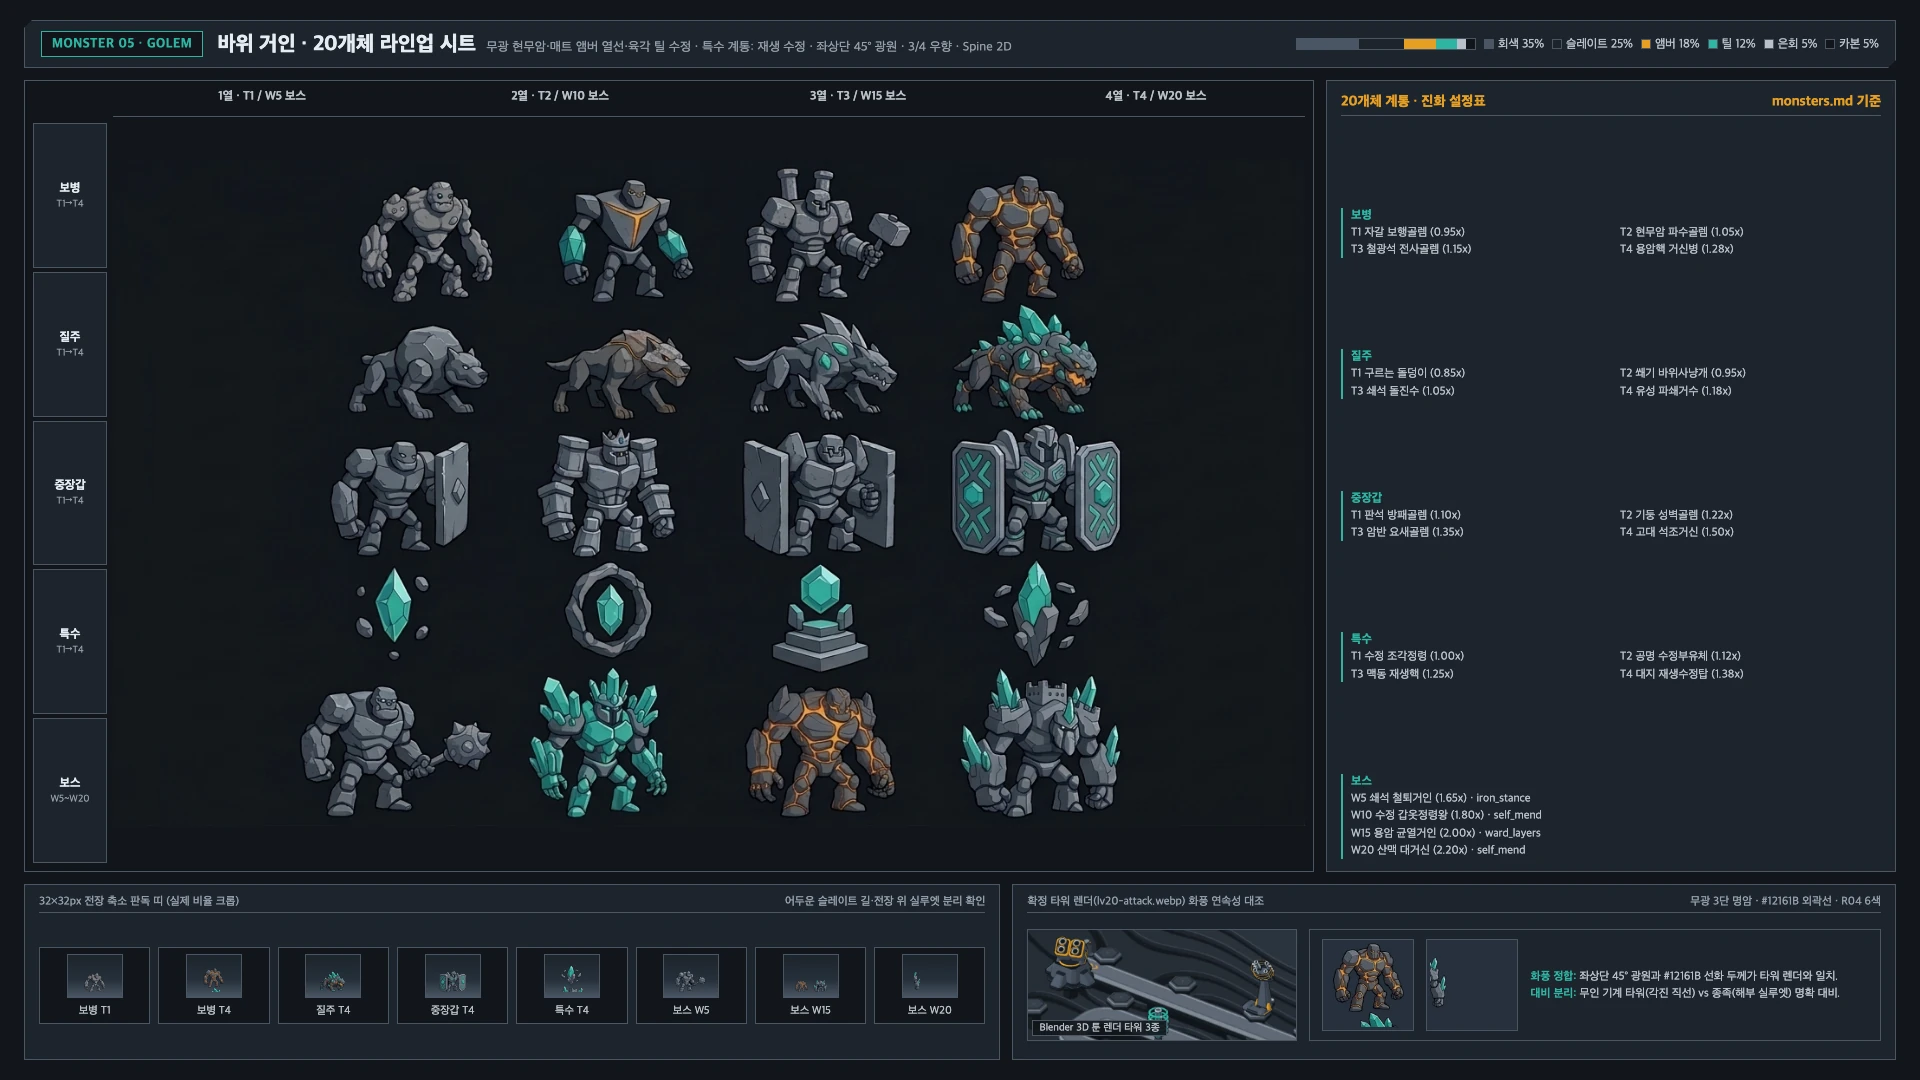 MONSTER 05 · GOLEM
바위 거인 · 20개체 라인업 시트
무광 현무암·매트 앰버 열선·육각 틸 수정 · 특수 계통: 재생 수정 · 좌상단 45° 광원 · 3/4 우향 · Spine 2D
회색 35%
슬레이트 25%
앰버 18%
틸 12%
은회 5%
카본 5%
1열 · T1 / W5 보스
2열 · T2 / W10 보스
3열 · T3 / W15 보스
4열 · T4 / W20 보스
보병
T1→T4
질주
T1→T4
중장갑
T1→T4
특수
T1→T4
보스
W5~W20
20개체 계통 · 진화 설정표
monsters.md 기준
보병
T1 자갈 보행골렘 (0.95x)
T2 현무암 파수골렘 (1.05x)
T3 철광석 전사골렘 (1.15x)
T4 용암핵 거신병 (1.28x)
질주
T1 구르는 돌덩이 (0.85x)
T2 쐐기 바위사냥개 (0.95x)
T3 쇄석 돌진수 (1.05x)
T4 유성 파쇄거수 (1.18x)
중장갑
T1 판석 방패골렘 (1.10x)
T2 기둥 성벽골렘 (1.22x)
T3 암반 요새골렘 (1.35x)
T4 고대 석조거신 (1.50x)
특수
T1 수정 조각정령 (1.00x)
T2 공명 수정부유체 (1.12x)
T3 맥동 재생핵 (1.25x)
T4 대지 재생수정탑 (1.38x)
보스
W5 쇄석 철퇴거인 (1.65x) · iron_stance
W10 수정 갑옷정령왕 (1.80x) · self_mend
W15 용암 균열거인 (2.00x) · ward_layers
W20 산맥 대거신 (2.20x) · self_mend
32×32px 전장 축소 판독 띠 (실제 비율 크롭)
어두운 슬레이트 길·전장 위 실루엣 분리 확인
보병 T1
보병 T4
질주 T4
중장갑 T4
특수 T4
보스 W5
보스 W15
보스 W20
확정 타워 렌더(lv20-attack.webp) 화풍 연속성 대조
무광 3단 명암 · #12161B 외곽선 · R04 6색
Blender 3D 툰 렌더 타워 3종
화풍 정합: 좌상단 45° 광원과 #12161B 선화 두께가 타워 렌더와 일치.
대비 분리: 무인 기계 타워(각진 직선) vs 종족(해부 실루엣) 명확 대비.